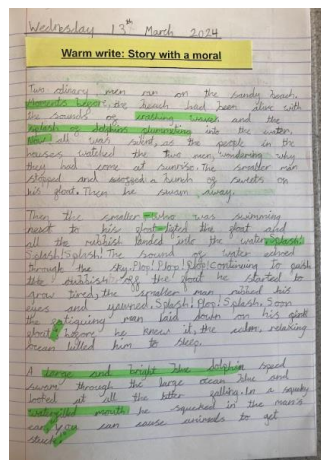 Wednesday 13th March 2024
Warm write: Story with a moral
Two ordinary men ran on the sandy beach.
Moments before, the beach had been alive with
the sounds of crashing waves and the
splash of dolphins plummeting into the water.
Now all was silent, as the people in the
houses watched the two men, wondering why
they had come at sunrise. The smaller man
stopped and a bunch of sweets on
his float. Then he swam away.
Then the smaller - who was swimming
next to his float - lifted the float and
all the rubbish landed into the water. Splash!
Splash! Splash! The sound of water echoed
through the sky. Plop! Plop! Plop! Continuing to push
the rubbish off the float he started to
grow tired, the smaller man rubbed his
eyes and yawned. Splash! Plop! Splash. Soon
the man laid down on his
float; before he knew it, the calm, relaxing
ocean lulled him to sleep.
A large and bright blue dolphin speed
swam through the large ocean blue and
looked at all the litter falling. In a squeaky
mouth he squeaked in the man's
ear, "you can cause animals to get
stuck."